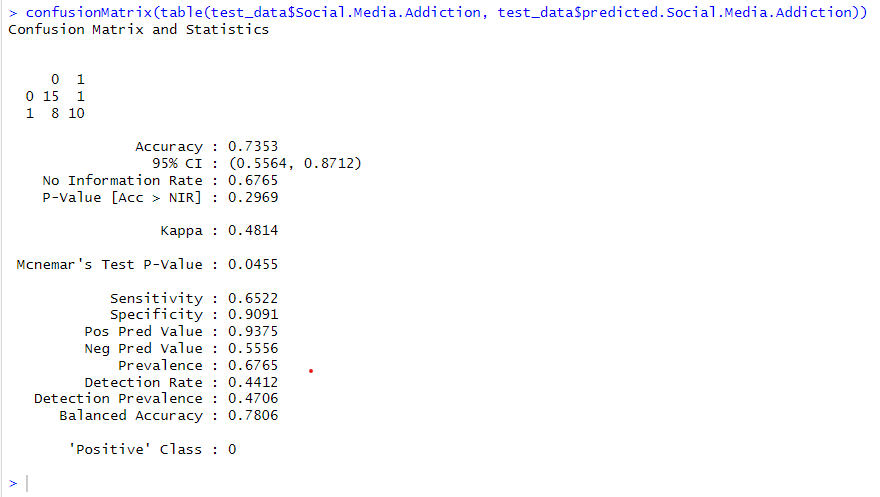 > confusionMatrix(table(test_data$Social.Media.Addiction, test_data$predicted.Social.Media.Addiction))
Confusion Matrix and Statistics
0 1
0 15 1
1 8 10
Accuracy : 0.7353
95% CI : (0.5564, 0.8712)
No Information Rate : 0.6765
P-Value [Acc > NIR] : 0.2969
Kappa : 0.4814
Mcnemar's Test P-Value : 0.0455
Sensitivity : 0.6522
Specificity : 0.9091
Pos Pred Value : 0.9375
Neg Pred Value : 0.5556
Prevalence : 0.6765
Detection Rate : 0.4412
Detection Prevalence : 0.4706
Balanced Accuracy : 0.7806
'Positive' Class : 0
>